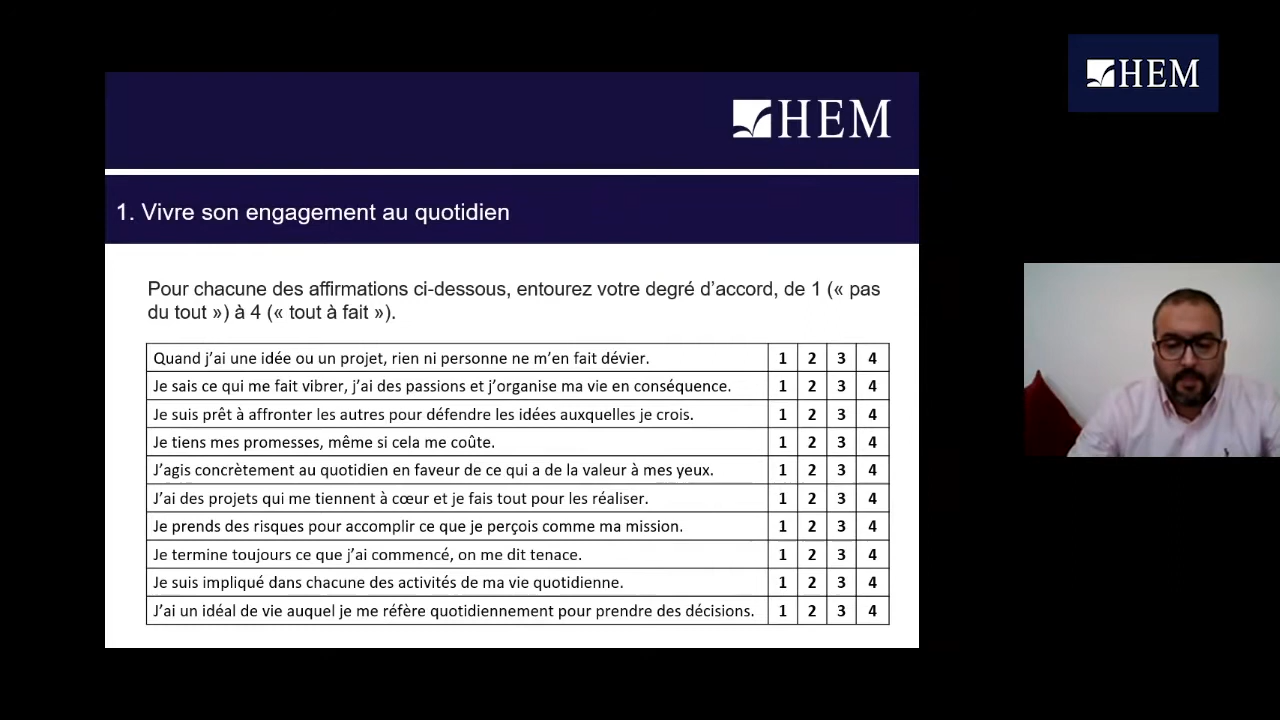 HEM
HEM
1. Vivre son engagement au quotidien
Pour chacune des affirmations ci-dessous, entourez votre degré d’accord, de 1 (« pas
du tout ») à 4 (« tout à fait »).
Quand j’ai une idée ou un projet, rien ni personne ne m’en fait dévier. 1 2 3 4
Je sais ce qui me fait vibrer, j’ai des passions et j’organise ma vie en conséquence. 1 2 3 4
Je suis prêt à affronter les autres pour défendre les idées auxquelles je crois. 1 2 3 4
Je tiens mes promesses, même si cela me coûte. 1 2 3 4
J’agis concrètement au quotidien en faveur de ce qui a de la valeur à mes yeux. 1 2 3 4
J’ai des projets qui me tiennent à cœur et je fais tout pour les réaliser. 1 2 3 4
Je prends des risques pour accomplir ce que je perçois comme ma mission. 1 2 3 4
Je termine toujours ce que j’ai commencé, on me dit tenace. 1 2 3 4
Je suis impliqué dans chacune des activités de ma vie quotidienne. 1 2 3 4
J’ai un idéal de vie auquel je me réfère quotidiennement pour prendre des décisions. 1 2 3 4